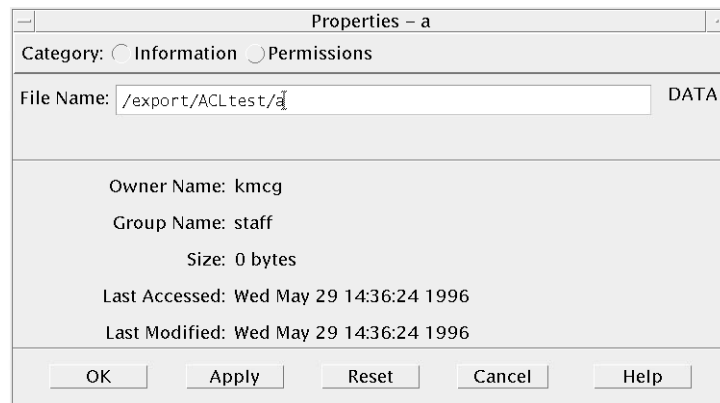 Properties – a
Category: Information Permissions
File Name: /export/ACLtest/a DATA
Owner Name: kmcg
Group Name: staff
Size: 0 bytes
Last Accessed: Wed May 29 14:36:24 1996
Last Modified: Wed May 29 14:36:24 1996
OK Apply Reset Cancel Help